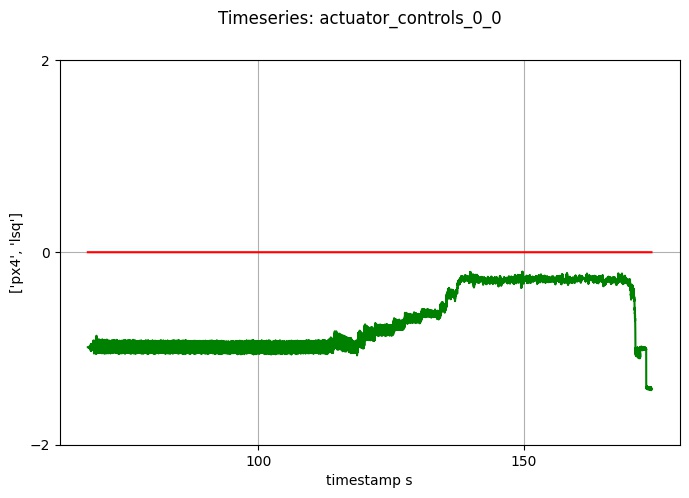 Timeseries: actuator_controls_0_0
2
0
−2
['px4', 'lsq']
100
150
timestamp s